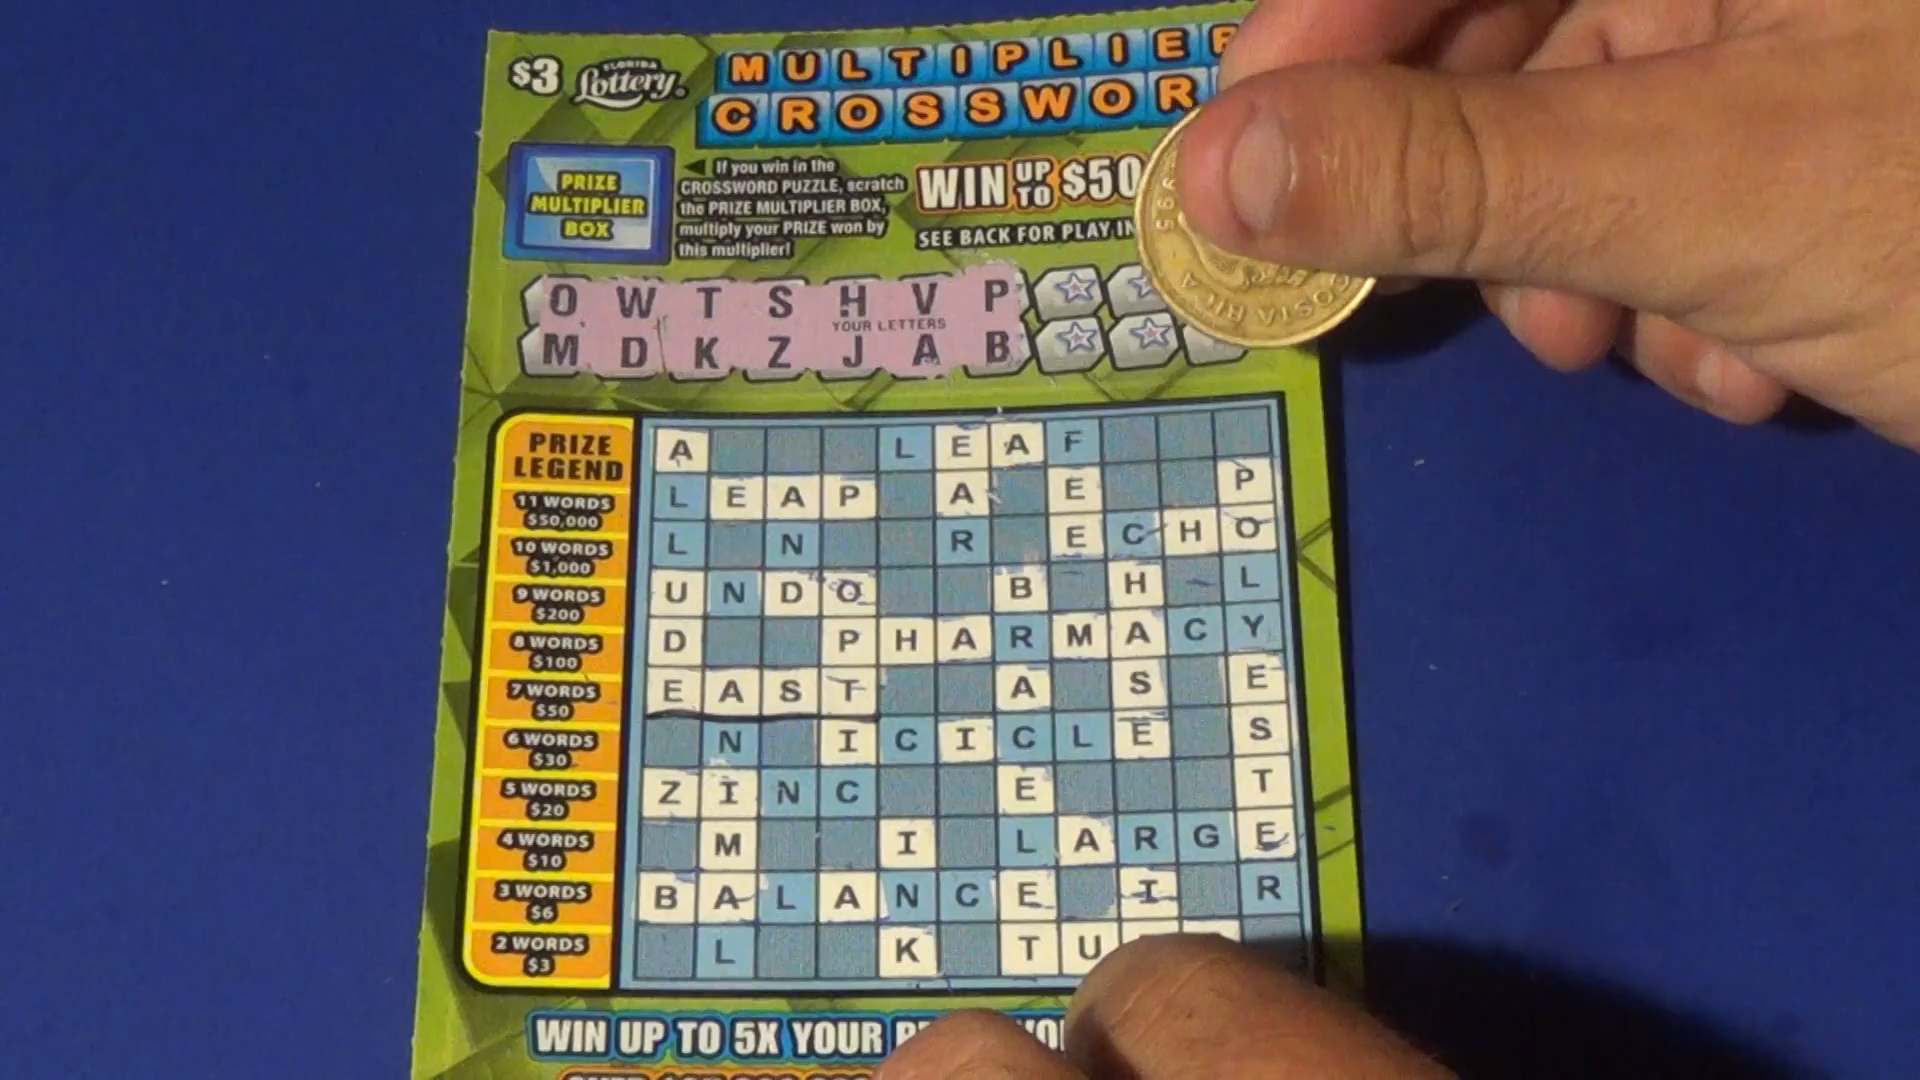 $3 FLORIDA Lottery
MULTIPLIER
CROSSWOR
PRIZE
MULTIPLIER
BOX
If you win in the
CROSSWORD PUZZLE, scratch
the PRIZE MULTIPLIER BOX,
multiply your PRIZE won by
this multiplier!
WIN UP TO $50
SEE BACK FOR PLAY IN
1995
COSTA RICA
O W T S H V P
YOUR LETTERS
M D K Z J A B
PRIZE
LEGEND
11 WORDS
$50,000
10 WORDS
$1,000
9 WORDS
$200
8 WORDS
$100
7 WORDS
$50
6 WORDS
$30
5 WORDS
$20
4 WORDS
$10
3 WORDS
$6
2 WORDS
$3
A L E A F
L E A P A E P
L N R E C H O
U N D O B H L
D P H A R M A C Y
E A S T A S E
N I C I C L E S
Z I N C E T
M I L A R G E
B A L A N C E I R
L K T U
WIN UP TO 5X YOUR